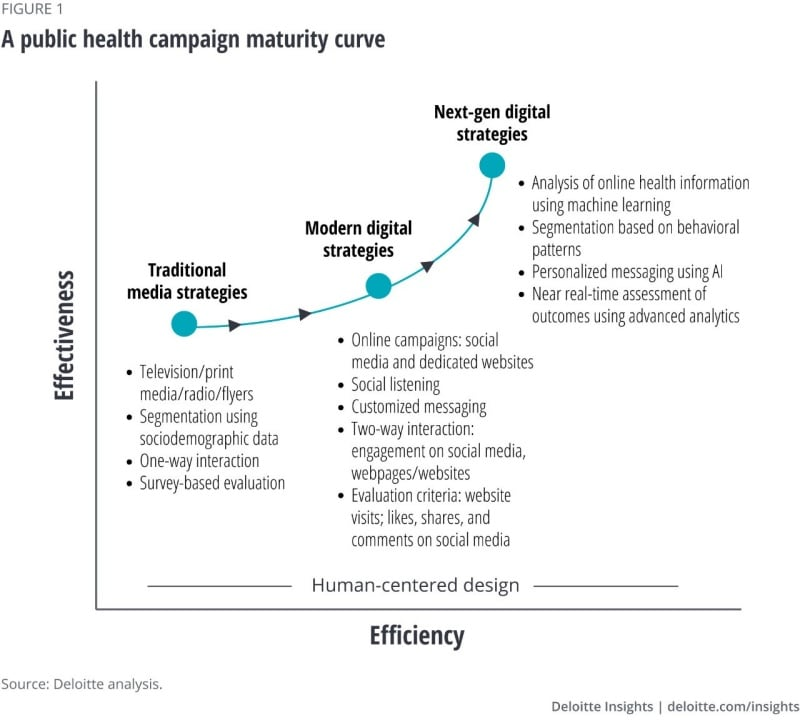 FIGURE 1
A public health campaign maturity curve
Effectiveness
Traditional
media strategies
• Television/print
media/radio/flyers
• Segmentation using
sociodemographic data
• One-way interaction
• Survey-based evaluation
Modern digital
strategies
• Online campaigns: social
media and dedicated websites
• Social listening
• Customized messaging
• Two-way interaction:
engagement on social media,
webpages/websites
• Evaluation criteria: website
visits; likes, shares, and
comments on social media
Next-gen digital
strategies
• Analysis of online health information
using machine learning
• Segmentation based on behavioral
patterns
• Personalized messaging using AI
• Near real-time assessment of
outcomes using advanced analytics
Human-centered design
Efficiency
Source: Deloitte analysis.
Deloitte Insights | deloitte.com/insights